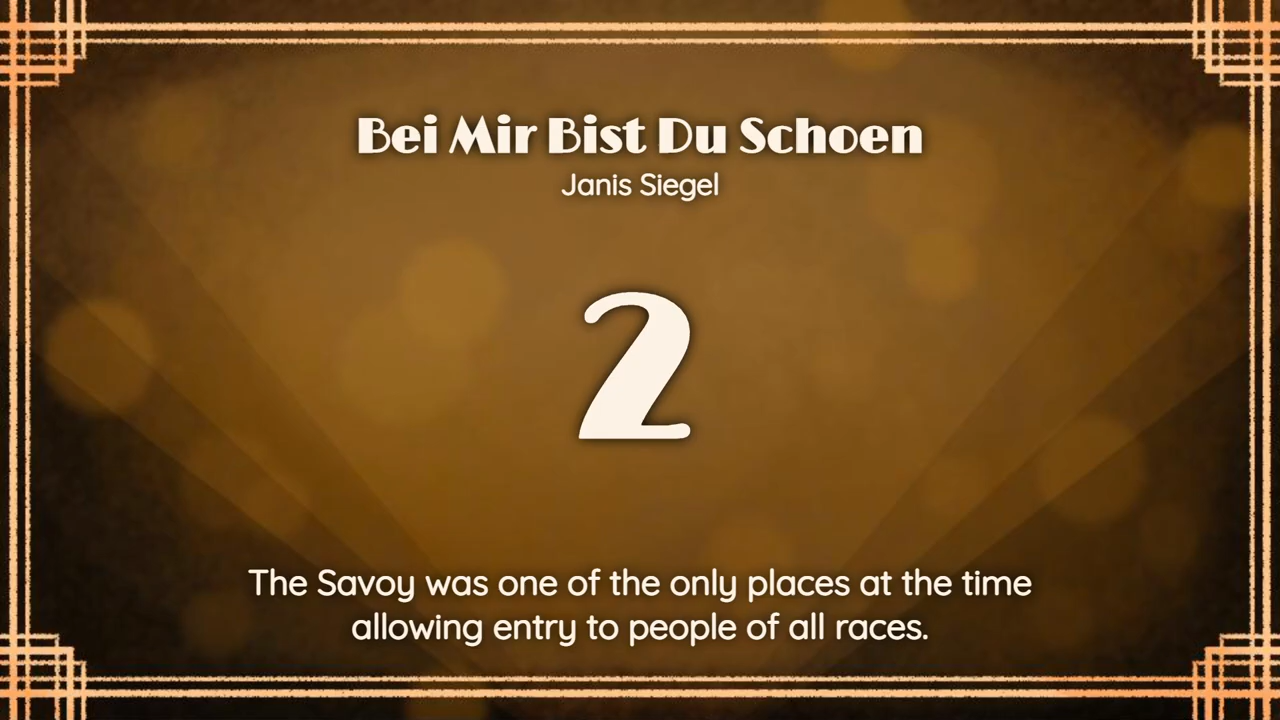 Bei Mir Bist Du Schoen
Janis Siegel
2
The Savoy was one of the only places at the time
allowing entry to people of all races.